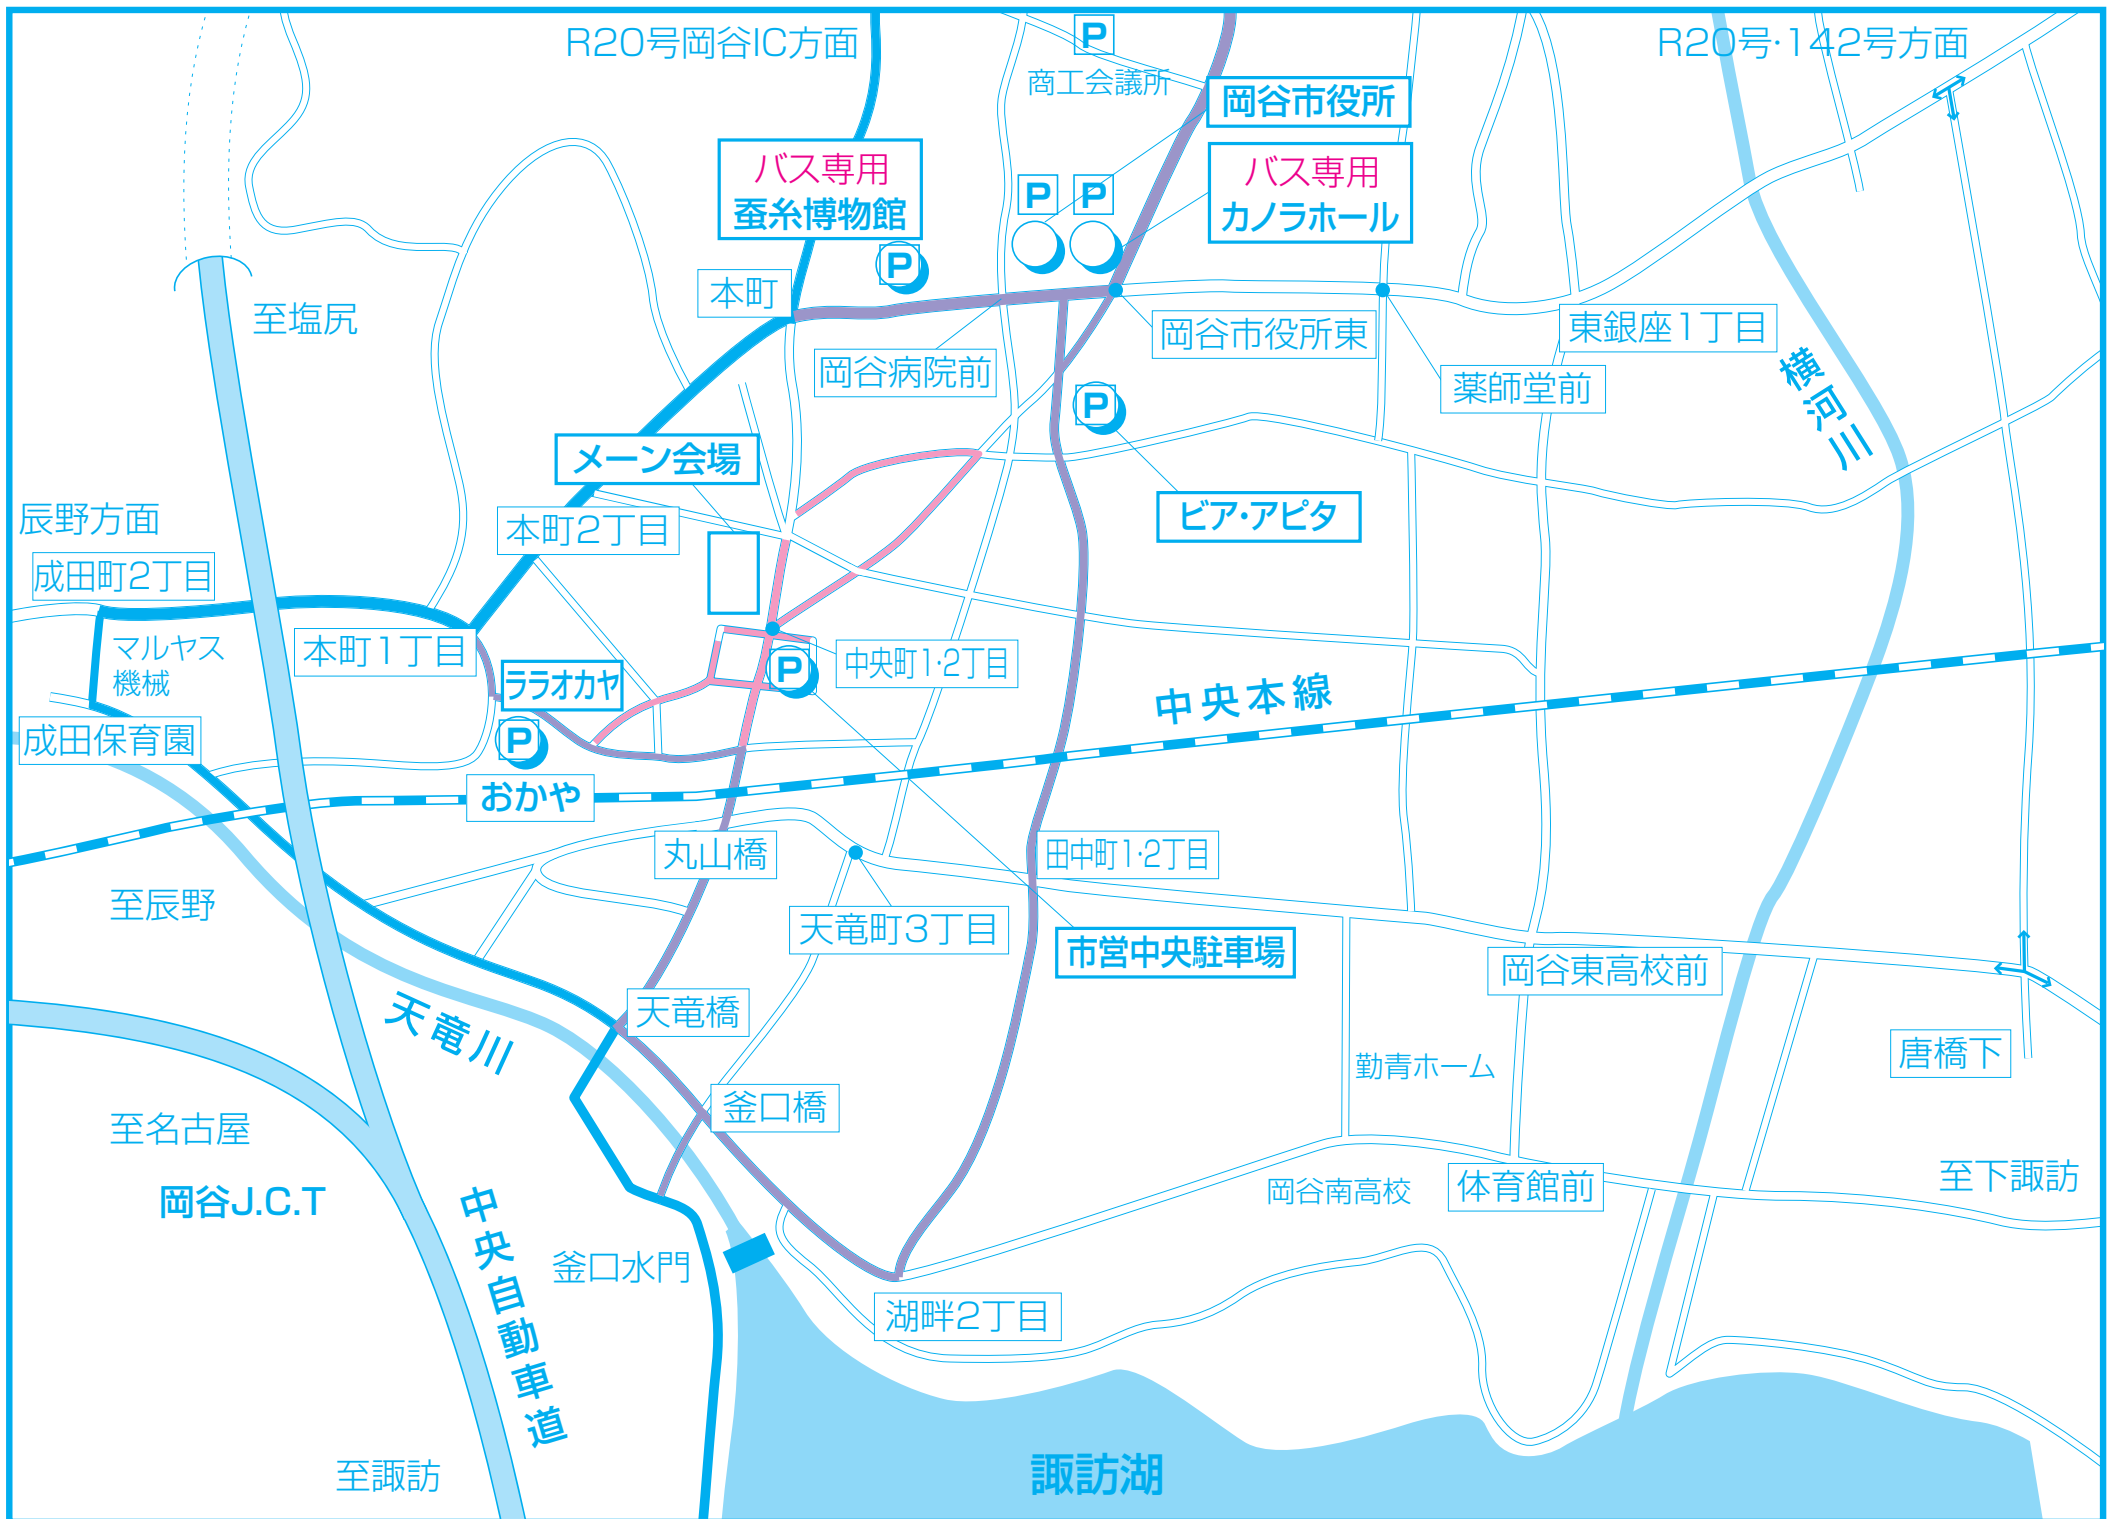 R20号岡谷IC方面
P
R20号・142号方面
商工会議所
岡谷市役所
バス専用
蚕糸博物館
バス専用
カノラホール
P
P
P
本町
至塩尻
岡谷市役所東
東銀座1丁目
岡谷病院前
薬師堂前
横河川
P
メーン会場
辰野方面
本町2丁目
ビア・アピタ
成田町2丁目
マルヤス
機械
本町1丁目
ララオカヤ
中央町1・2丁目
P
中央本線
成田保育園
P
おかや
丸山橋
田中町1・2丁目
至辰野
天竜町3丁目
市営中央駐車場
岡谷東高校前
天竜川
天竜橋
唐橋下
勤青ホーム
釜口橋
至名古屋
岡谷J.C.T
中央自動車道
岡谷南高校
体育館前
至下諏訪
釜口水門
湖畔2丁目
至諏訪
諏訪湖